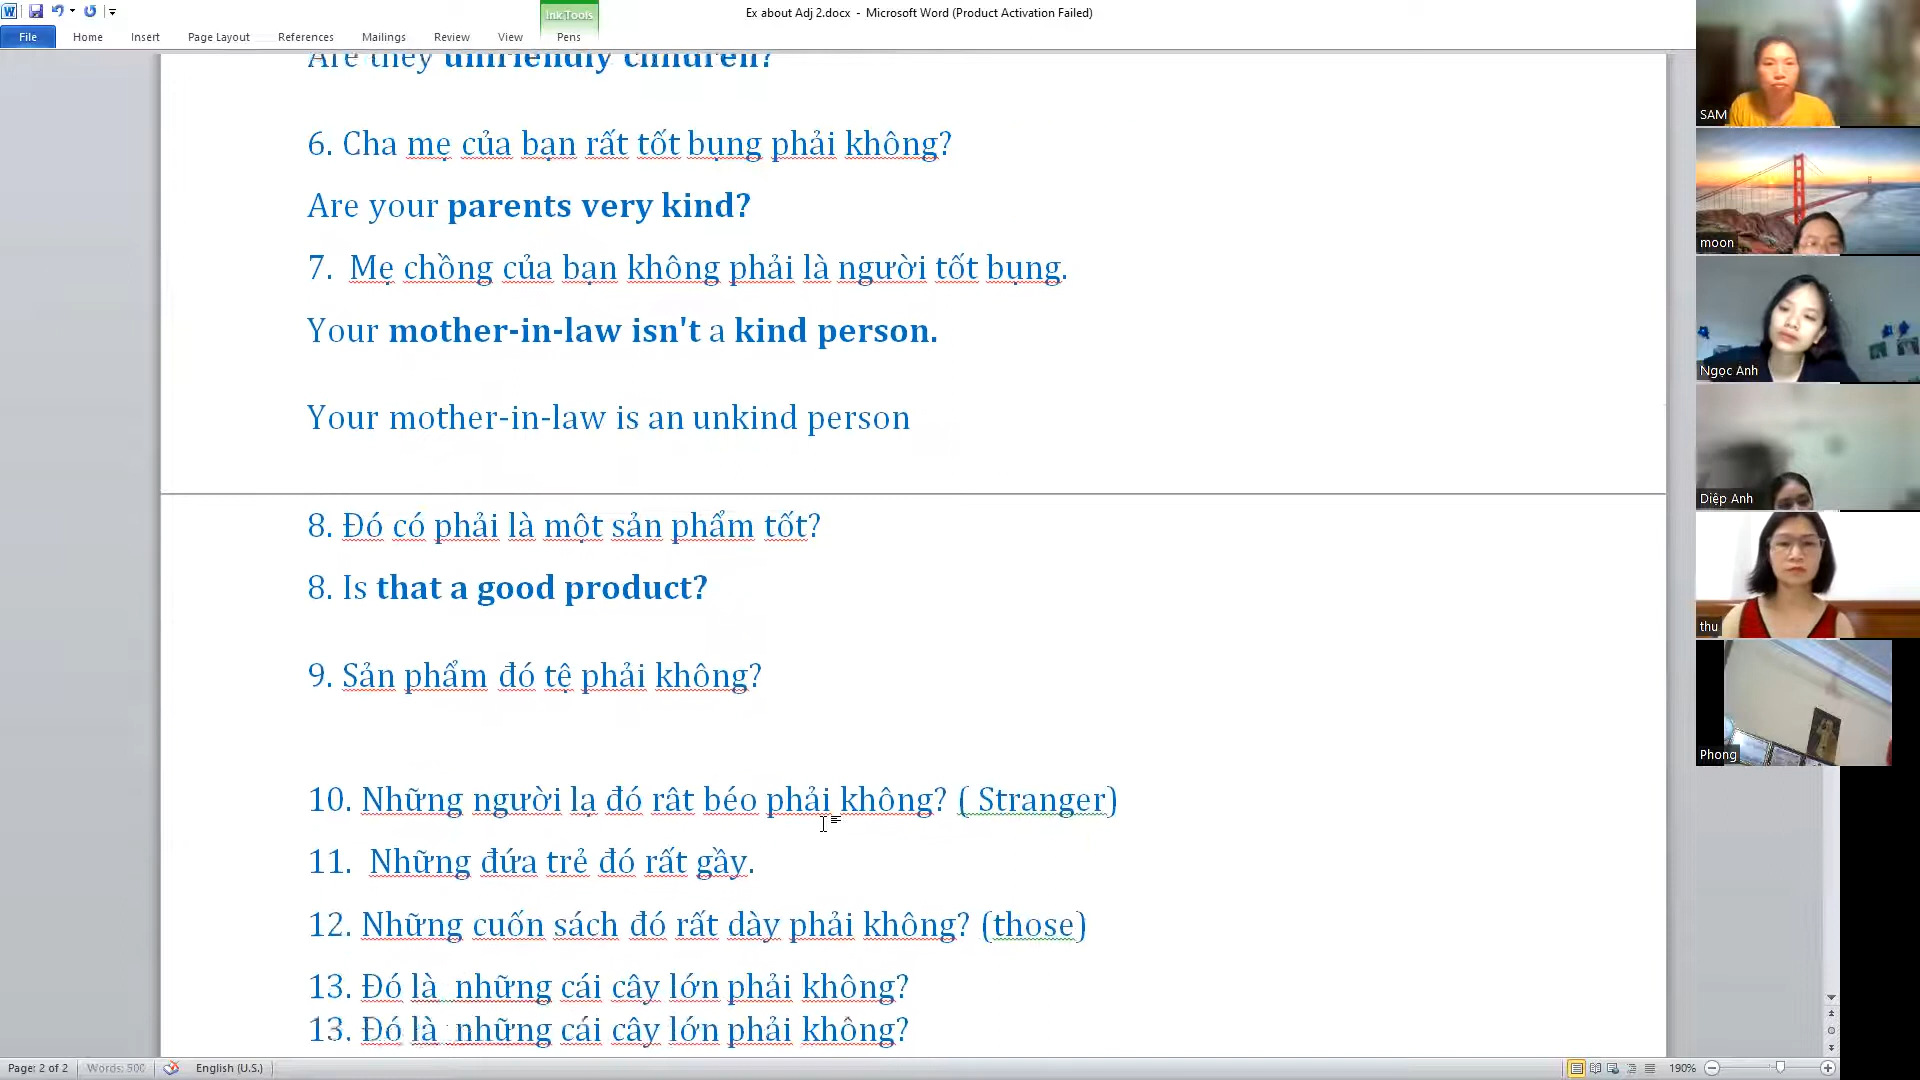 Ex about Adj 2.docx - Microsoft Word (Product Activation Failed)
Ink Tools
File Home Insert Page Layout References Mailings Review View Pens
Are they unfriendly children?
6. Cha mẹ của bạn rất tốt bụng phải không?
Are your parents very kind?
7. Mẹ chồng của bạn không phải là người tốt bụng.
Your mother-in-law isn't a kind person.
Your mother-in-law is an unkind person
8. Đó có phải là một sản phẩm tốt?
8. Is that a good product?
9. Sản phẩm đó tệ phải không?
10. Những người lạ đó rât béo phải không? ( Stranger)
11. Những đứa trẻ đó rất gầy.
12. Những cuốn sách đó rất dày phải không? (those)
13. Đó là những cái cây lớn phải không?
13. Đó là những cái cây lớn phải không?
Page: 2 of 2 Words: 500 English (U.S.) 190%
SAM
moon
Ngọc Anh
Diệp Anh
thu
Phong